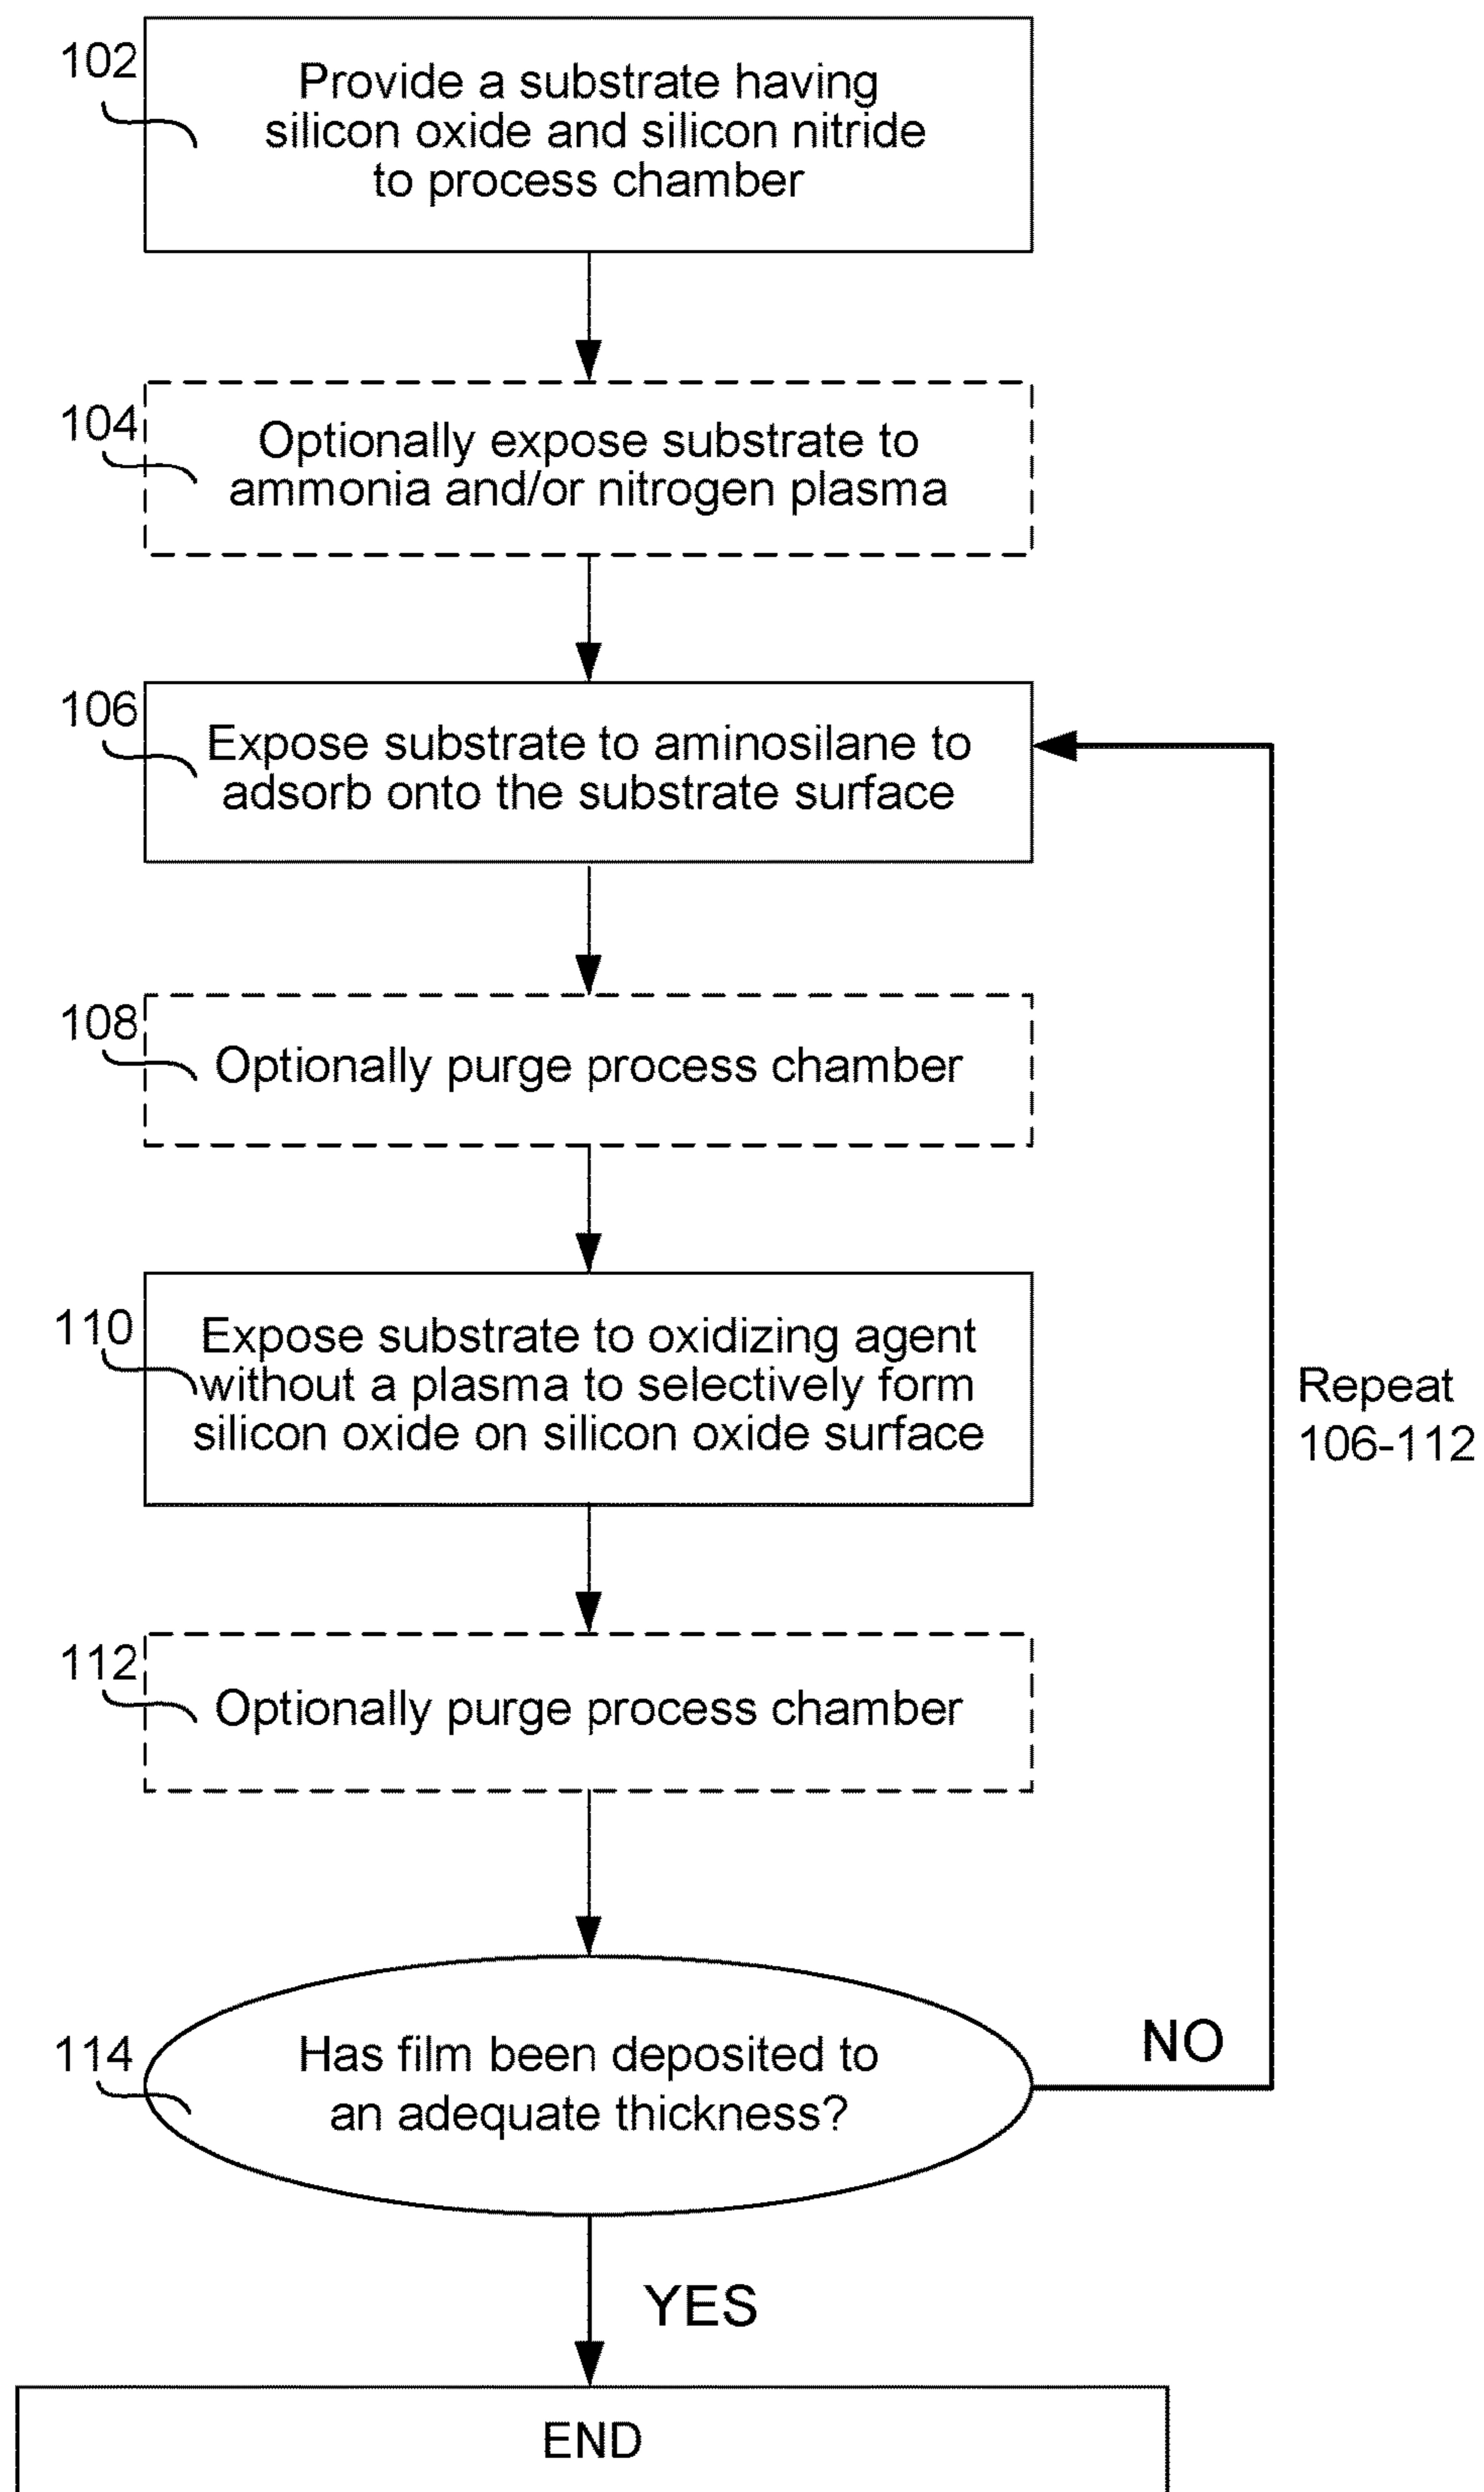 102
Provide a substrate having
silicon oxide and silicon nitride
to process chamber
104
Optionally expose substrate to
ammonia and/or nitrogen plasma
106
Expose substrate to aminosilane to
adsorb onto the substrate surface
108
Optionally purge process chamber
110
Expose substrate to oxidizing agent
without a plasma to selectively form
silicon oxide on silicon oxide surface
Repeat
106-112
112
Optionally purge process chamber
114
Has film been deposited to
an adequate thickness?
NO
YES
END